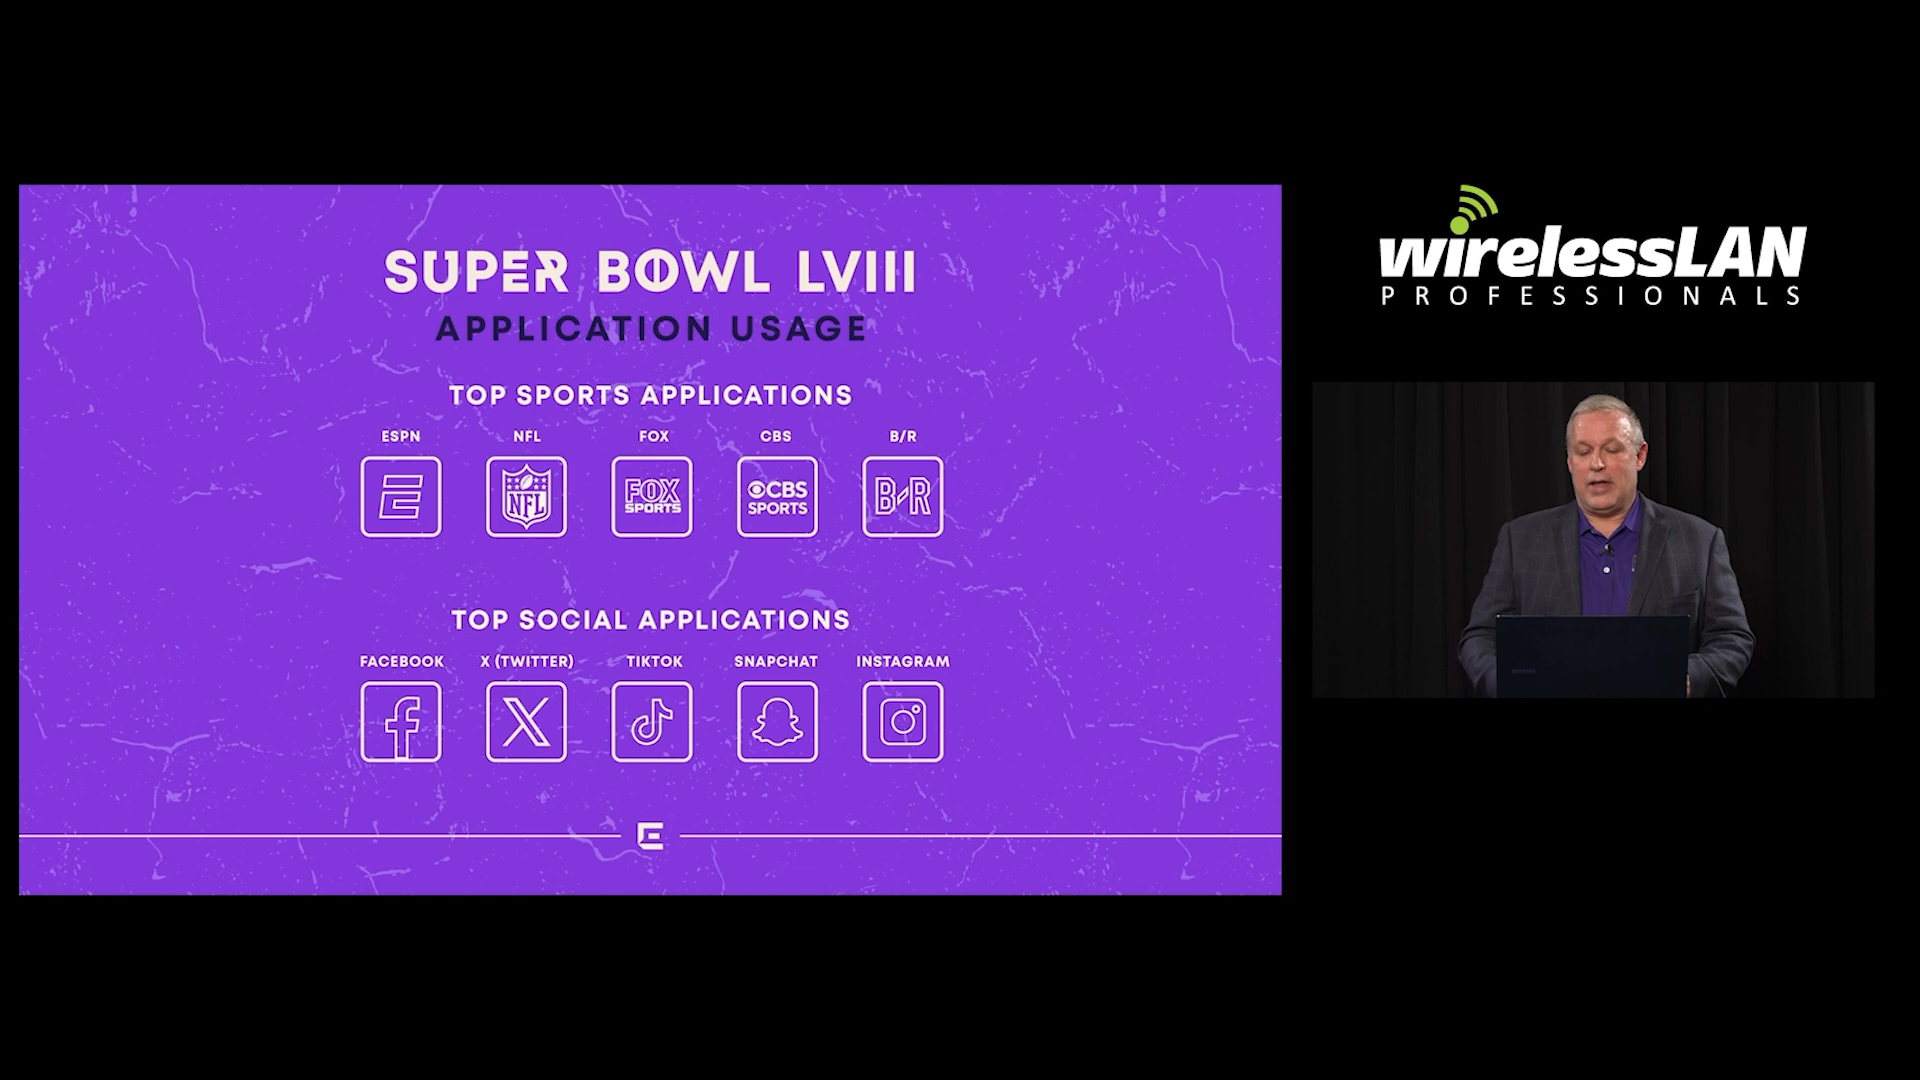 SUPER BOWL LVIII
APPLICATION USAGE
TOP SPORTS APPLICATIONS
ESPN NFL FOX CBS B/R
E NFL FOX SPORTS CBS SPORTS B-R
TOP SOCIAL APPLICATIONS
FACEBOOK X (TWITTER) TIKTOK SNAPCHAT INSTAGRAM
wirelessLAN
PROFESSIONALS